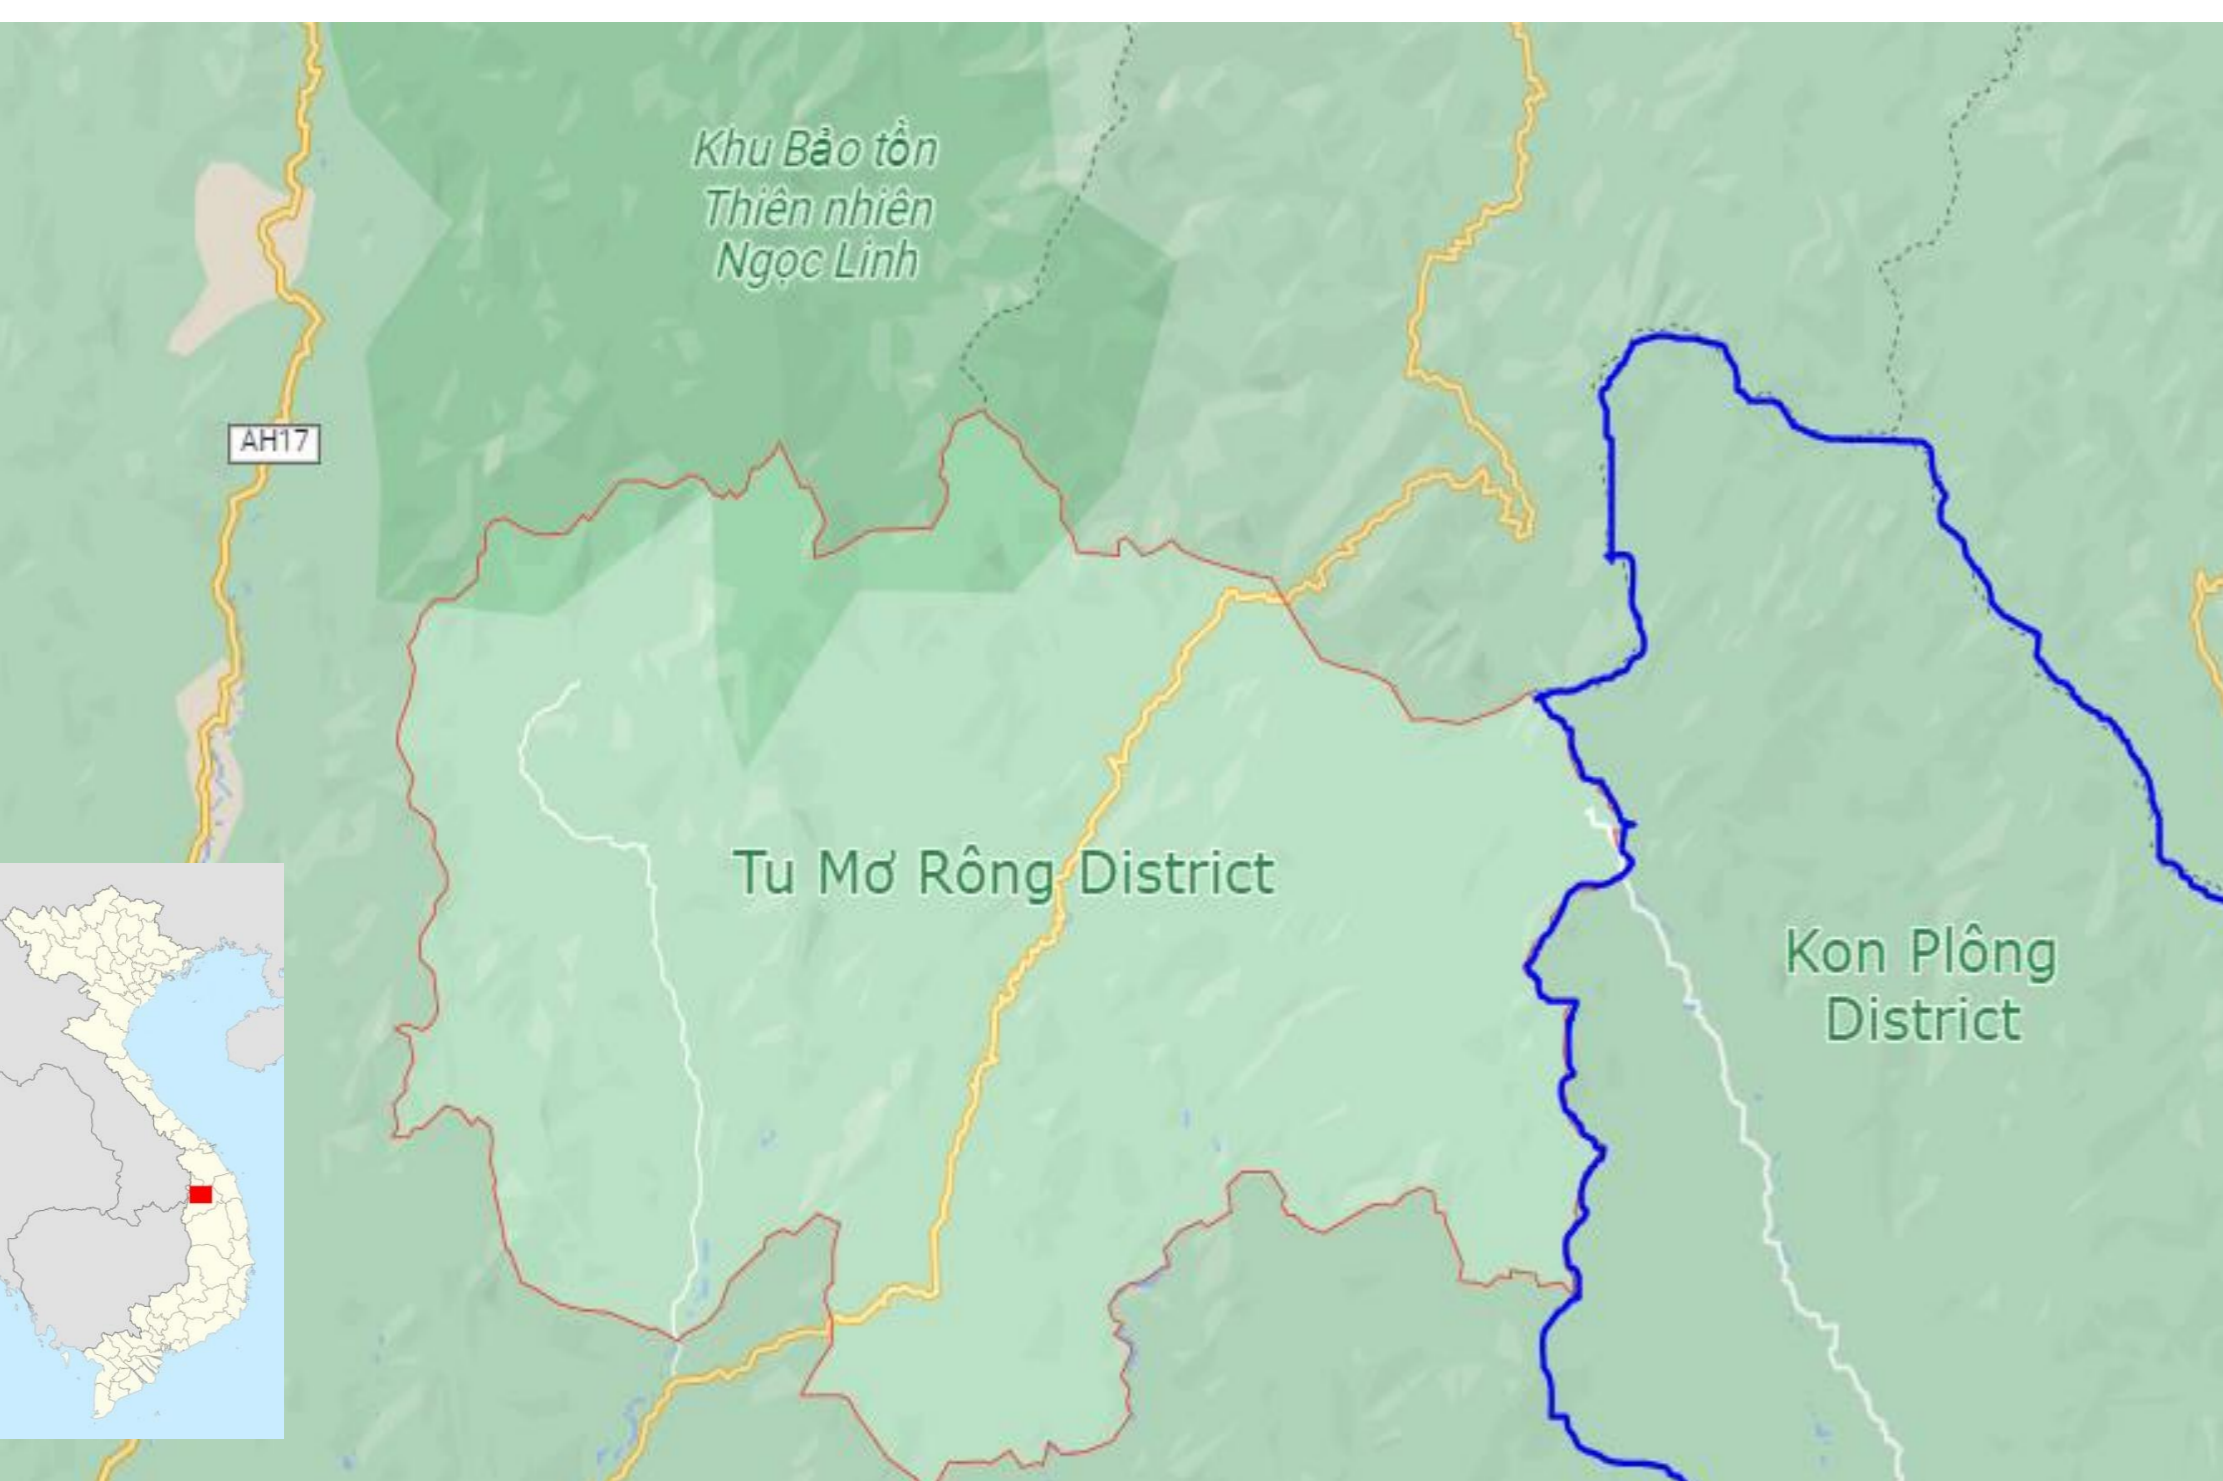 Khu Bảo tồn
Thiên nhiên
Ngọc Linh
AH17
Tu Mơ Rông District
Kon Plông
District